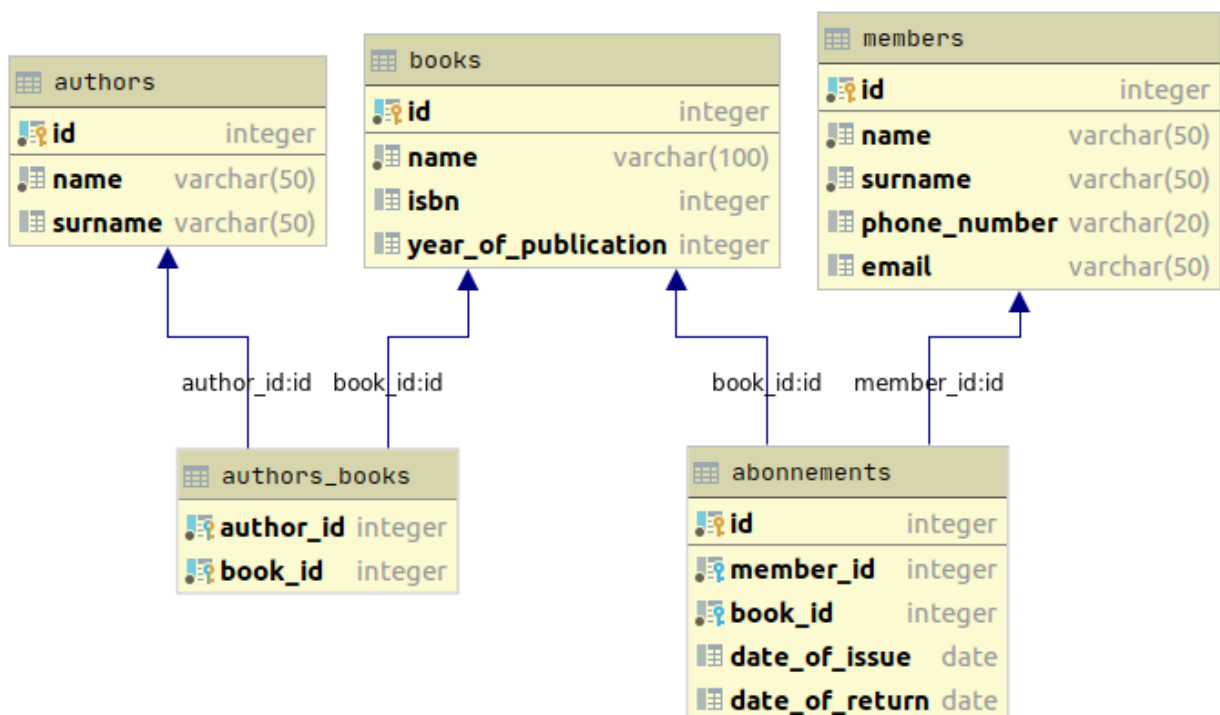 authors
id integer
name varchar(50)
surname varchar(50)
books
id integer
name varchar(100)
isbn integer
year_of_publication integer
members
id integer
name varchar(50)
surname varchar(50)
phone_number varchar(20)
email varchar(50)
author_id:id
book_id:id
book_id:id
member_id:id
authors_books
author_id integer
book_id integer
abonnements
id integer
member_id integer
book_id integer
date_of_issue date
date_of_return date